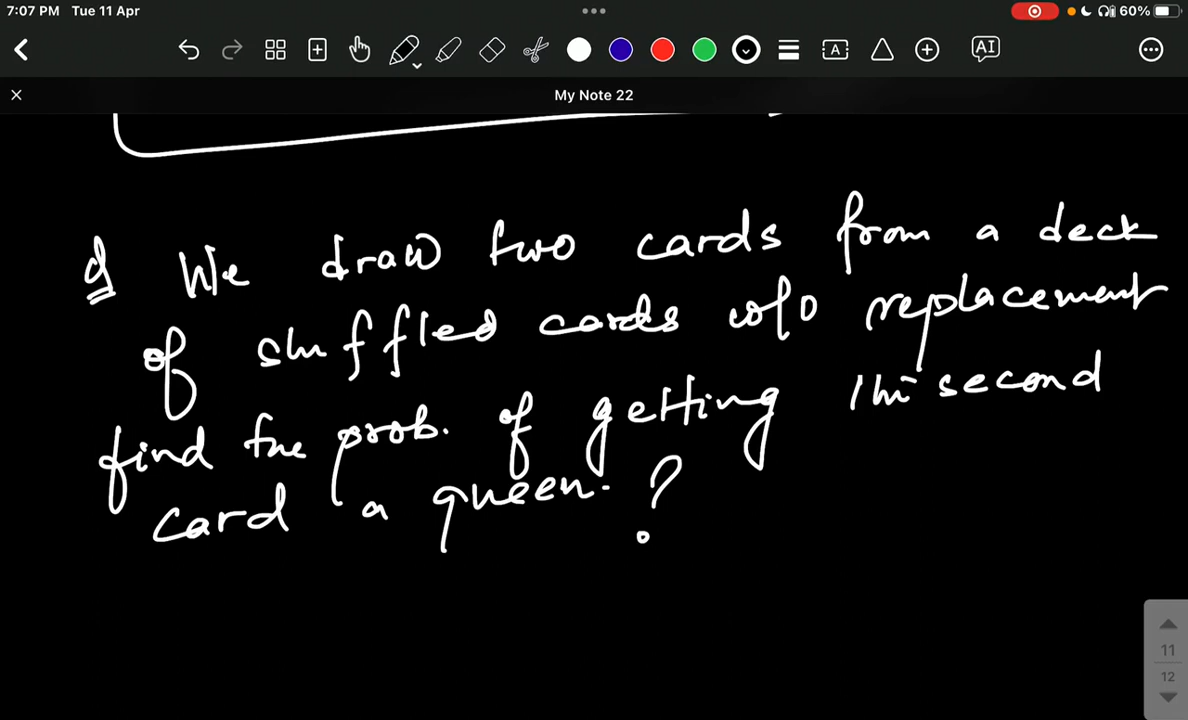 7:07 PM Tue 11 Apr
60%
A
AI
My Note 22
Q We draw two cards from a deck
of shuffled cards w/o replacement
find the prob. of getting the second
card a queen. ?
11
12